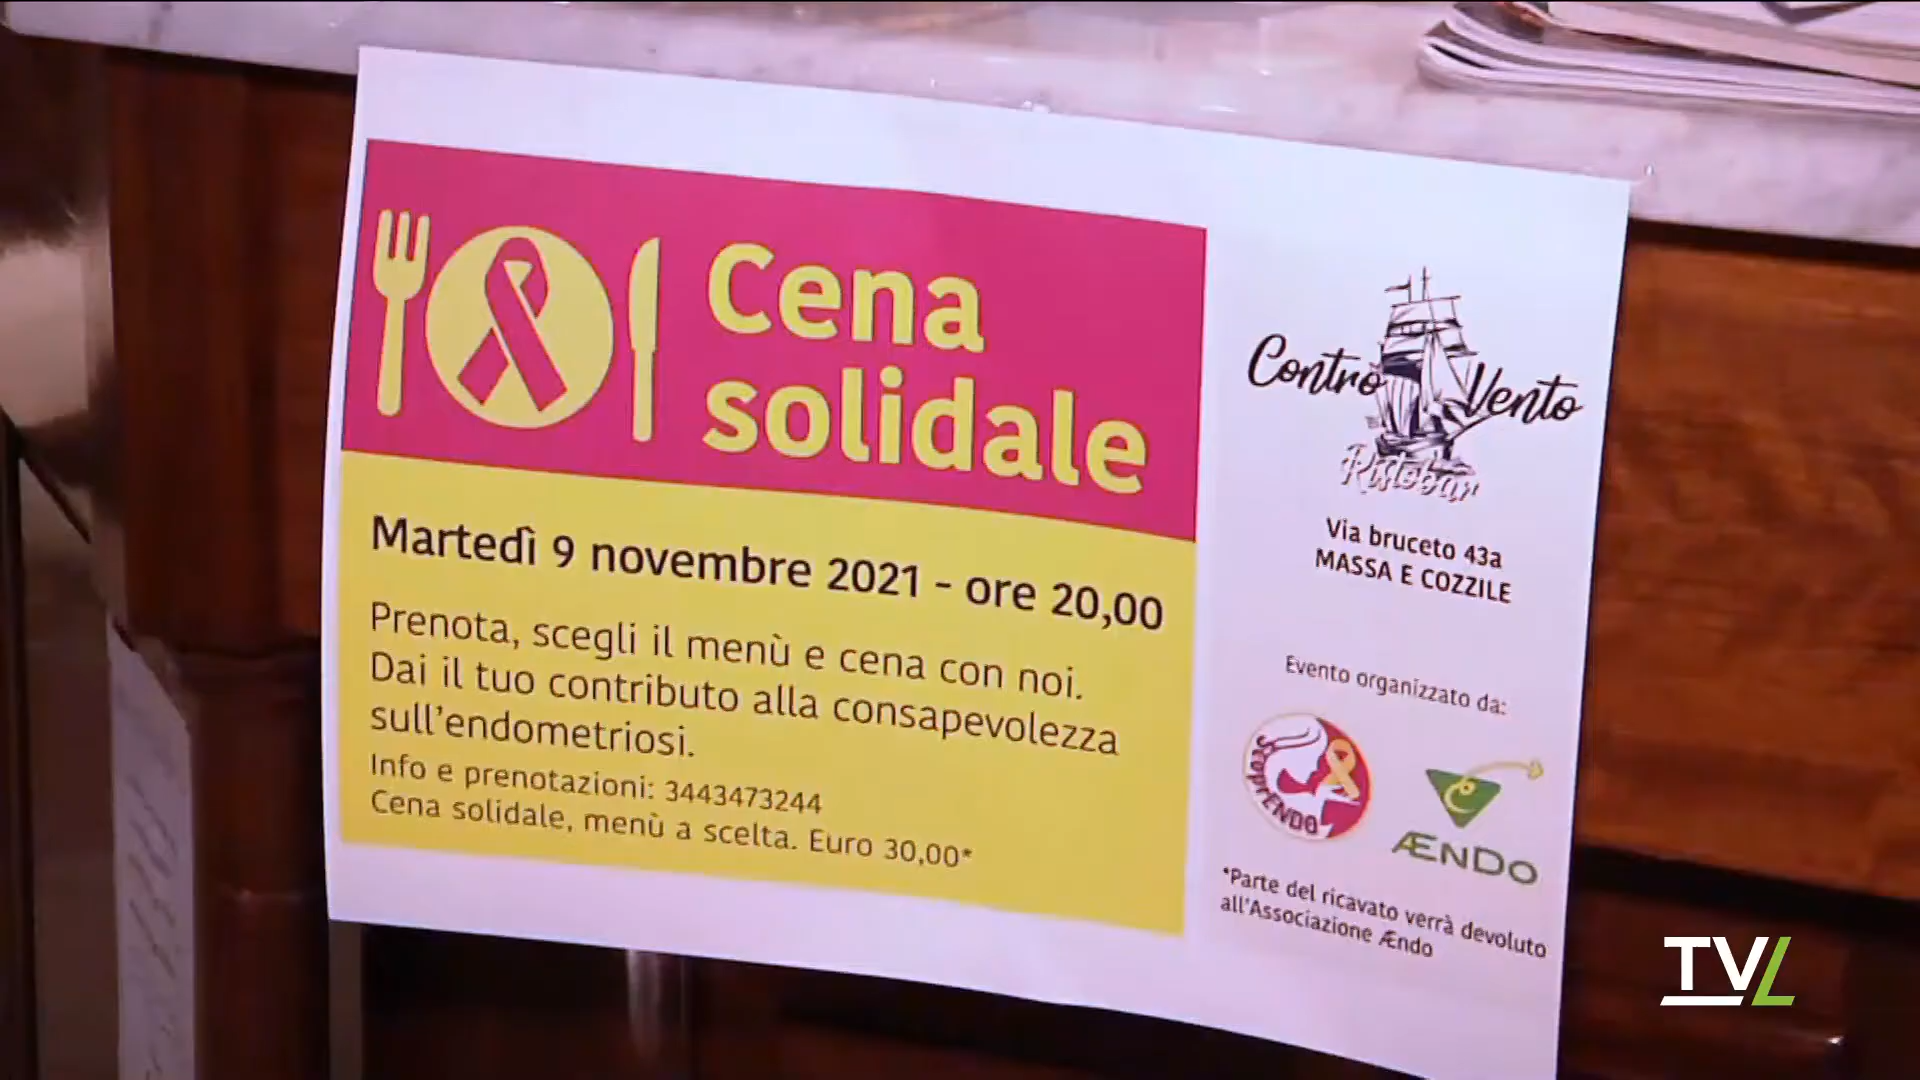 Cena
solidale
Martedì 9 novembre 2021 - ore 20,00
Prenota, scegli il menù e cena con noi.
Dai il tuo contributo alla consapevolezza
sull'endometriosi.
Info e prenotazioni: 3443473244
Cena solidale, menù a scelta. Euro 30,00*
Contro Vento
Ristobar
Via bruceto 43a
MASSA E COZZILE
Evento organizzato da:
ScoprENDO
ÆNDO
*Parte del ricavato verrà devoluto
all'Associazione Ændo
TVL